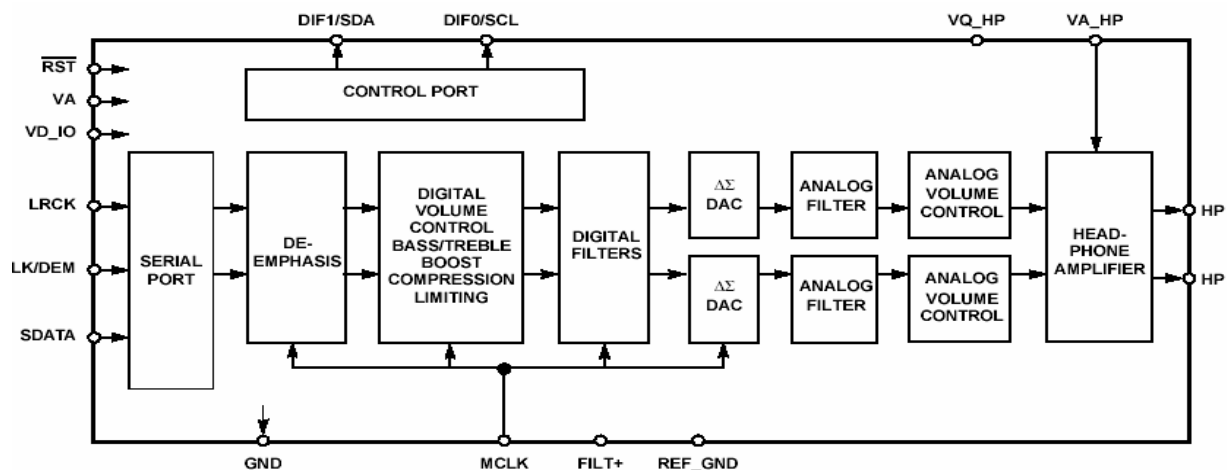 DIF1/SDA
DIF0/SCL
VQ_HP
VA_HP
RST
VA
VD_IO
CONTROL PORT
LRCK
LK/DEM
SDATA
SERIAL
PORT
DE-
EMPHASIS
DIGITAL
VOLUME
CONTROL
BASS/TREBLE
BOOST
COMPRESSION
LIMITING
DIGITAL
FILTERS
ΔΣ
DAC
ANALOG
FILTER
ANALOG
VOLUME
CONTROL
ΔΣ
DAC
ANALOG
FILTER
ANALOG
VOLUME
CONTROL
HEAD-
PHONE
AMPLIFIER
HP
HP
GND
MCLK
FILT+
REF_GND